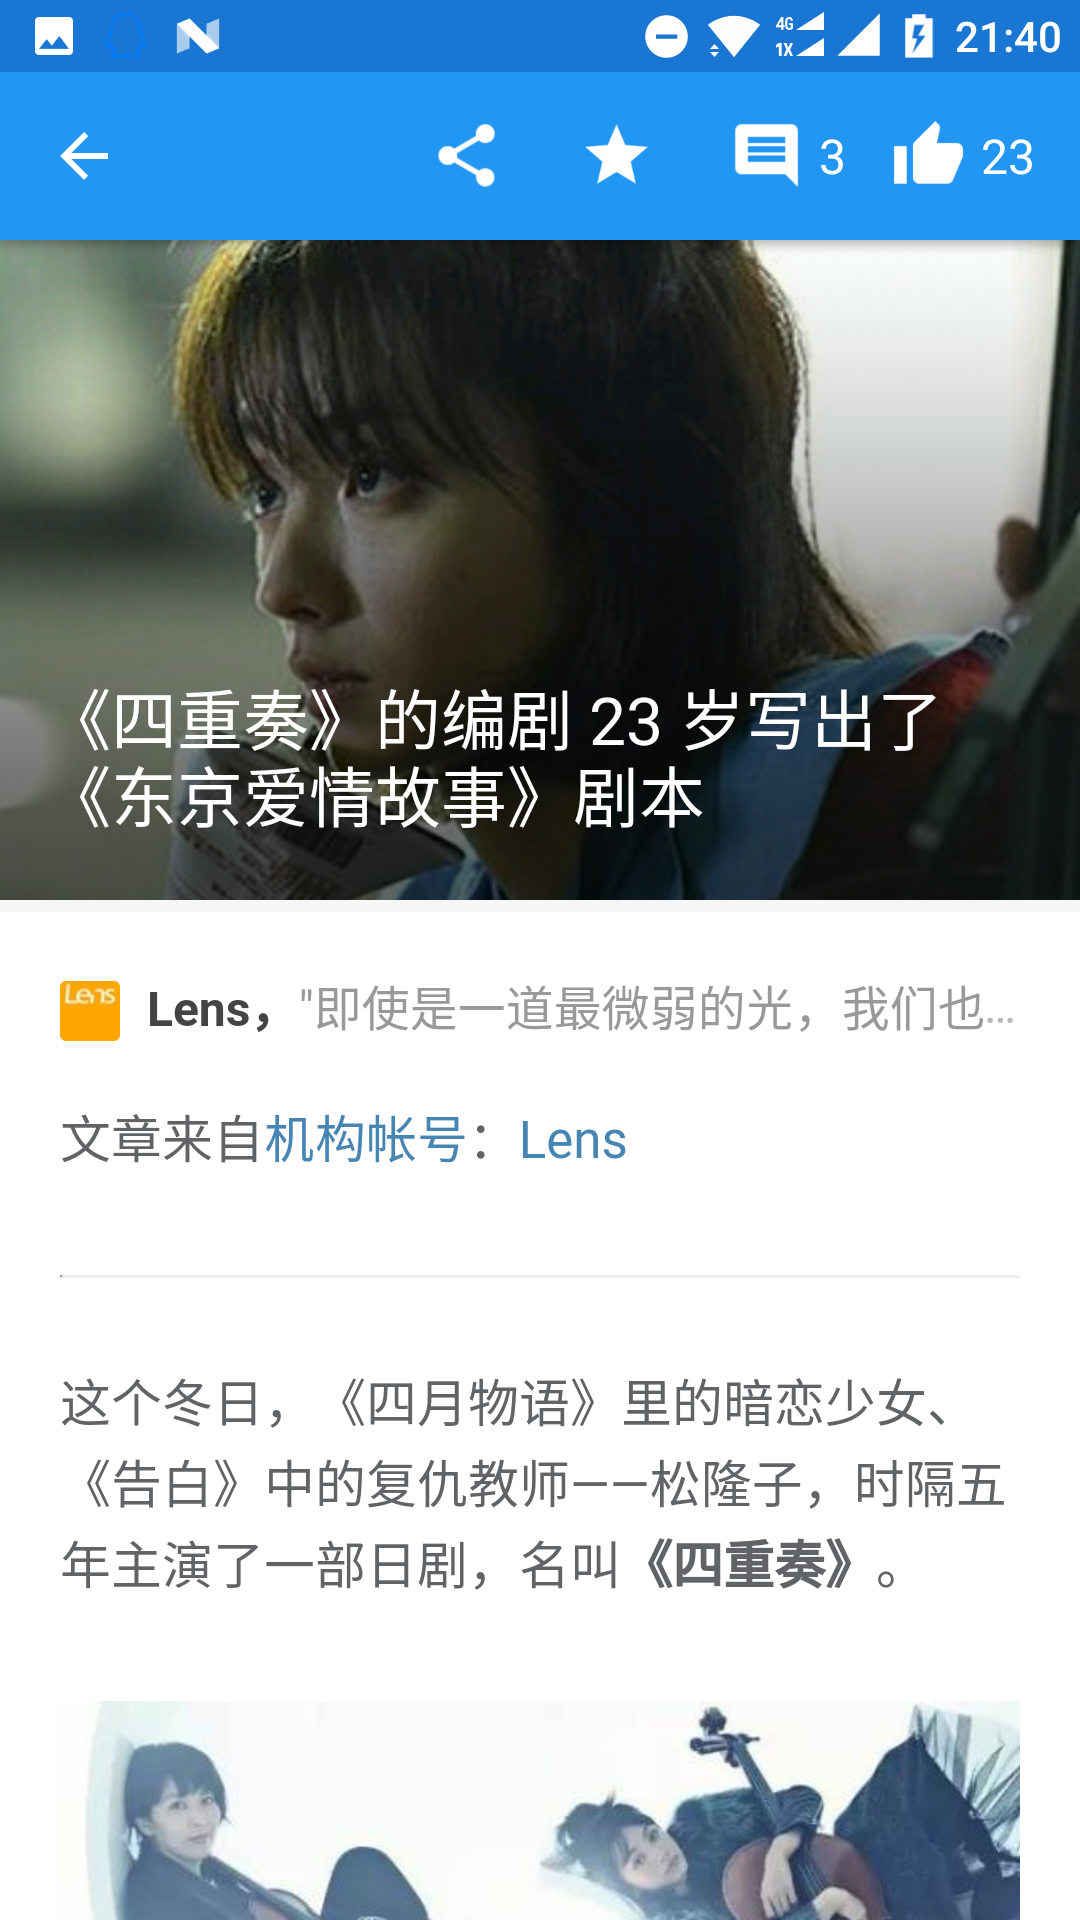 4G
1X
21:40
3
23
《四重奏》的编剧 23 岁写出了
《东京爱情故事》剧本
Lens
Lens，"即使是一道最微弱的光，我们也...
文章来自机构帐号：Lens
这个冬日，《四月物语》里的暗恋少女、
《告白》中的复仇教师——松隆子，时隔五
年主演了一部日剧，名叫《四重奏》。